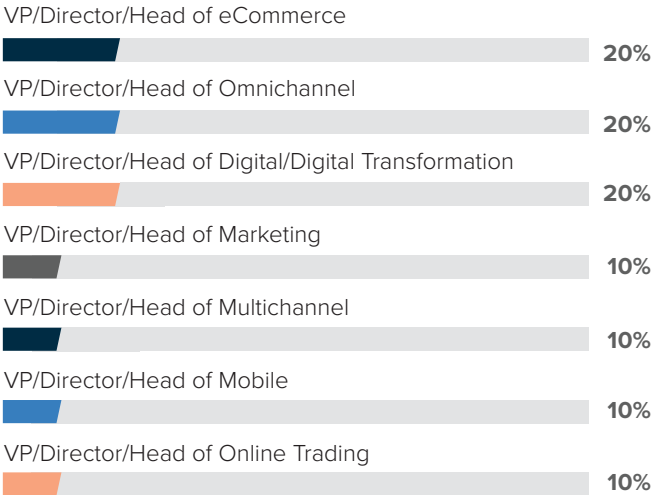 VP/Director/Head of eCommerce
20%
VP/Director/Head of Omnichannel
20%
VP/Director/Head of Digital/Digital Transformation
20%
VP/Director/Head of Marketing
10%
VP/Director/Head of Multichannel
10%
VP/Director/Head of Mobile
10%
VP/Director/Head of Online Trading
10%